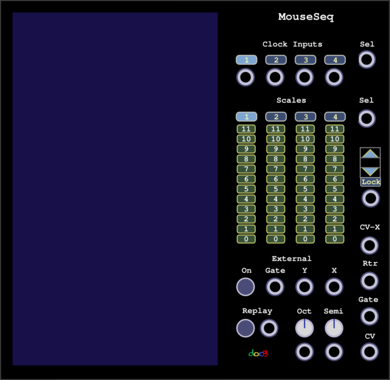 MouseSeq
Clock Inputs Sel
1 2 3 4
Scales Sel
1 2 3 4
11 11 11 11
10 10 10 10
9 9 9 9
8 8 8 8
7 7 7 7
6 6 6 6
5 5 5 5
4 4 4 4
3 3 3 3
2 2 2 2
1 1 1 1
0 0 0 0
Lock
CV-X
External
On Gate Y X
Rtr
Gate
Replay Oct Semi
CV
docB